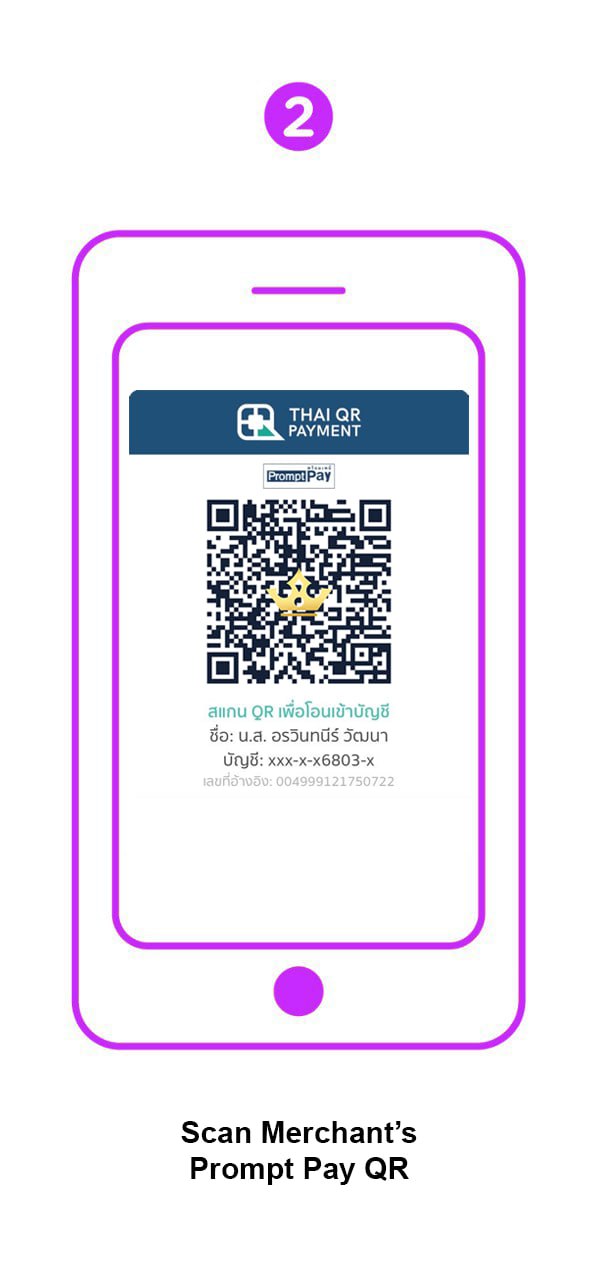 2
THAI QR
PAYMENT
พร้อมเพย์
PromptPay
สแกน QR เพื่อโอนเข้าบัญชี
ชื่อ: น.ส. อรวินทนีร์ วัฒนา
บัญชี: xxx-x-x6803-x
เลขที่อ้างอิง: 004999121750722
Scan Merchant’s
Prompt Pay QR